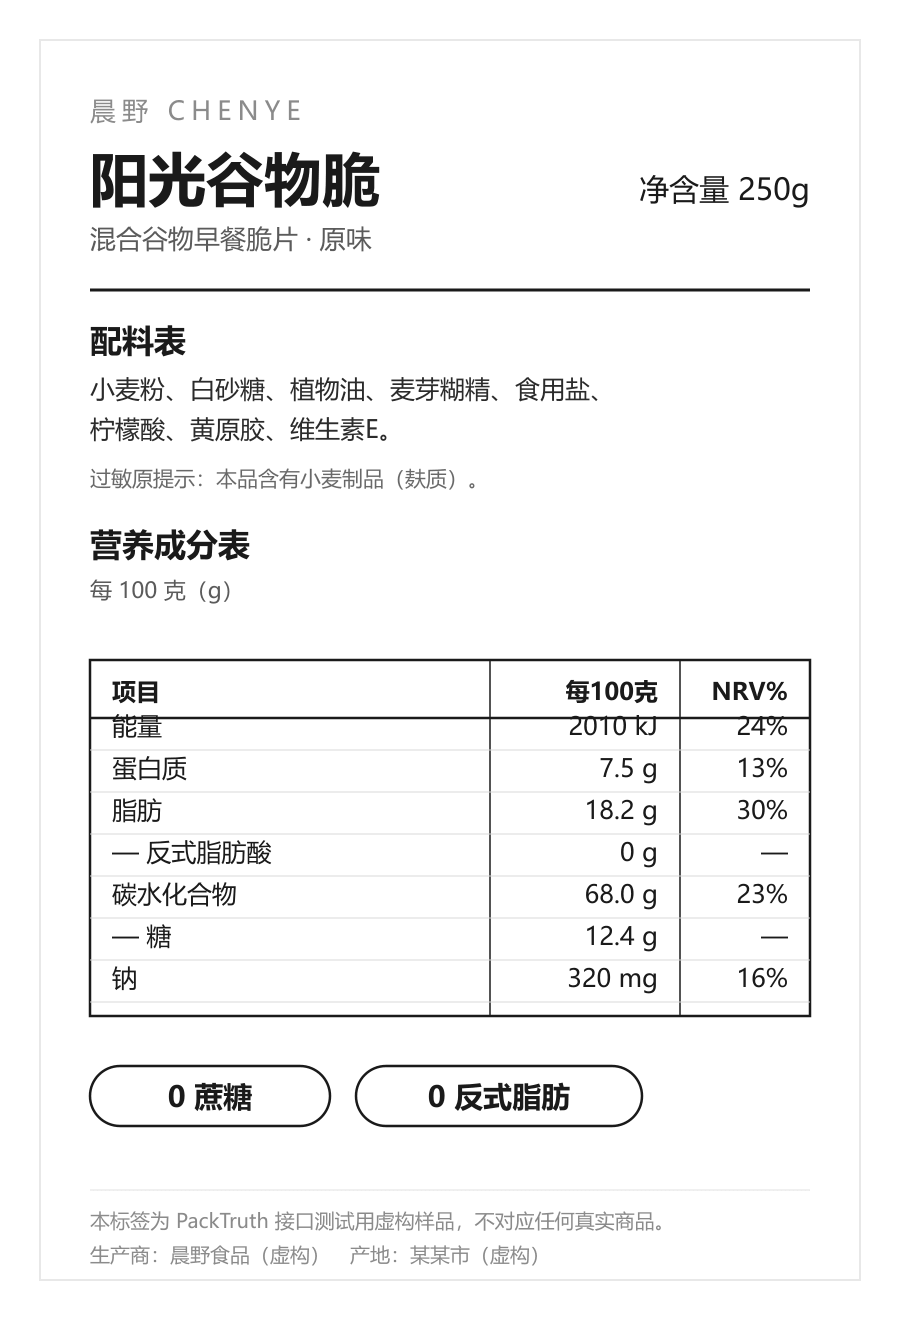 晨野 CHENYE
阳光谷物脆
净含量 250g
混合谷物早餐脆片 · 原味
配料表
小麦粉、白砂糖、植物油、麦芽糊精、食用盐、
柠檬酸、黄原胶、维生素E。
过敏原提示：本品含有小麦制品（麸质）。
营养成分表
每 100 克（g）
项目 每100克 NRV%
能量 2010 kJ 24%
蛋白质 7.5 g 13%
脂肪 18.2 g 30%
— 反式脂肪酸 0 g —
碳水化合物 68.0 g 23%
— 糖 12.4 g —
钠 320 mg 16%
0 蔗糖 0 反式脂肪
本标签为 PackTruth 接口测试用虚构样品，不对应任何真实商品。
生产商：晨野食品（虚构） 产地：某某市（虚构）